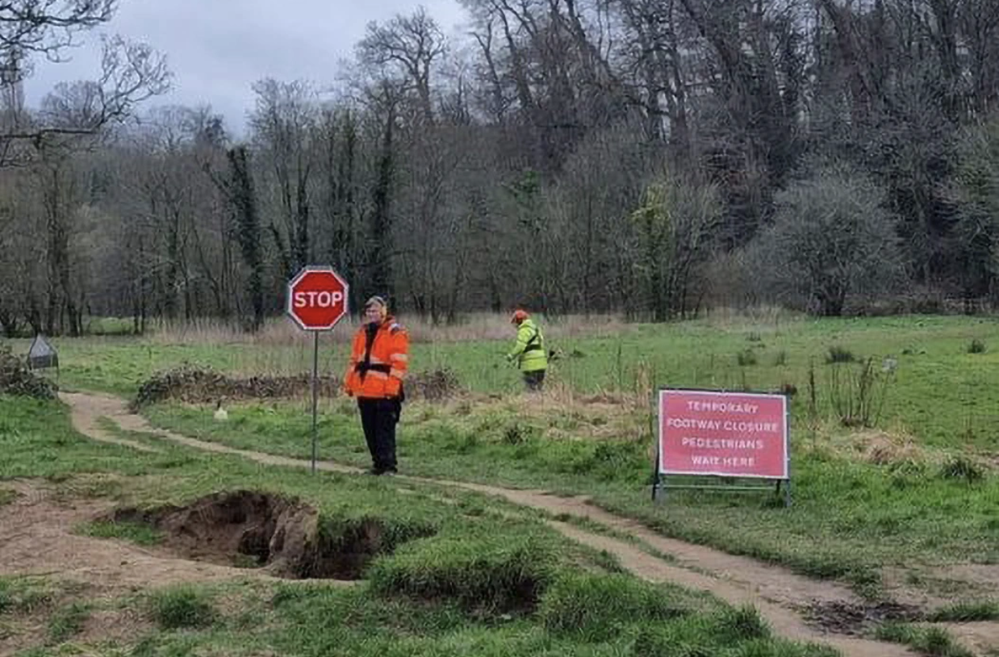 STOP
TEMPORARY
FOOTWAY CLOSURE
PEDESTRIANS
WAIT HERE